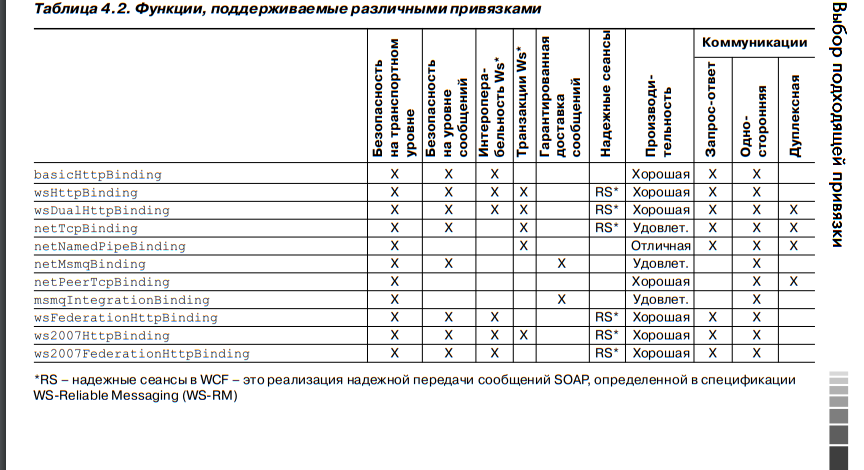 Таблица 4.2. Функции, поддерживаемые различными привязками
Безопасность на транспортном уровне
Безопасность на уровне сообщений
Интеропера- бельность Ws*
Транзакции Ws*
Гарантированная доставка сообщений
Надежные сеансы
Производи- тельность
Коммуникации
Запрос-ответ
Одно- сторонняя
Дуплексная
basicHttpBinding X X X Хорошая X X
wsHttpBinding X X X X RS* Хорошая X X
wsDualHttpBinding X X X X RS* Хорошая X X X
netTcpBinding X X X RS* Удовлет. X X X
netNamedPipeBinding X X Отличная X X X
netMsmqBinding X X X Удовлет. X
netPeerTcpBinding X Хорошая X X
msmqIntegrationBinding X X Удовлет. X
wsFederationHttpBinding X X X RS* Хорошая X X
ws2007HttpBinding X X X X RS* Хорошая X X
ws2007FederationHttpBinding X X X RS* Хорошая X X
*RS – надежные сеансы в WCF – это реализация надежной передачи сообщений SOAP, определенной в спецификации
WS-Reliable Messaging (WS-RM)
Выбор подходящей привязки